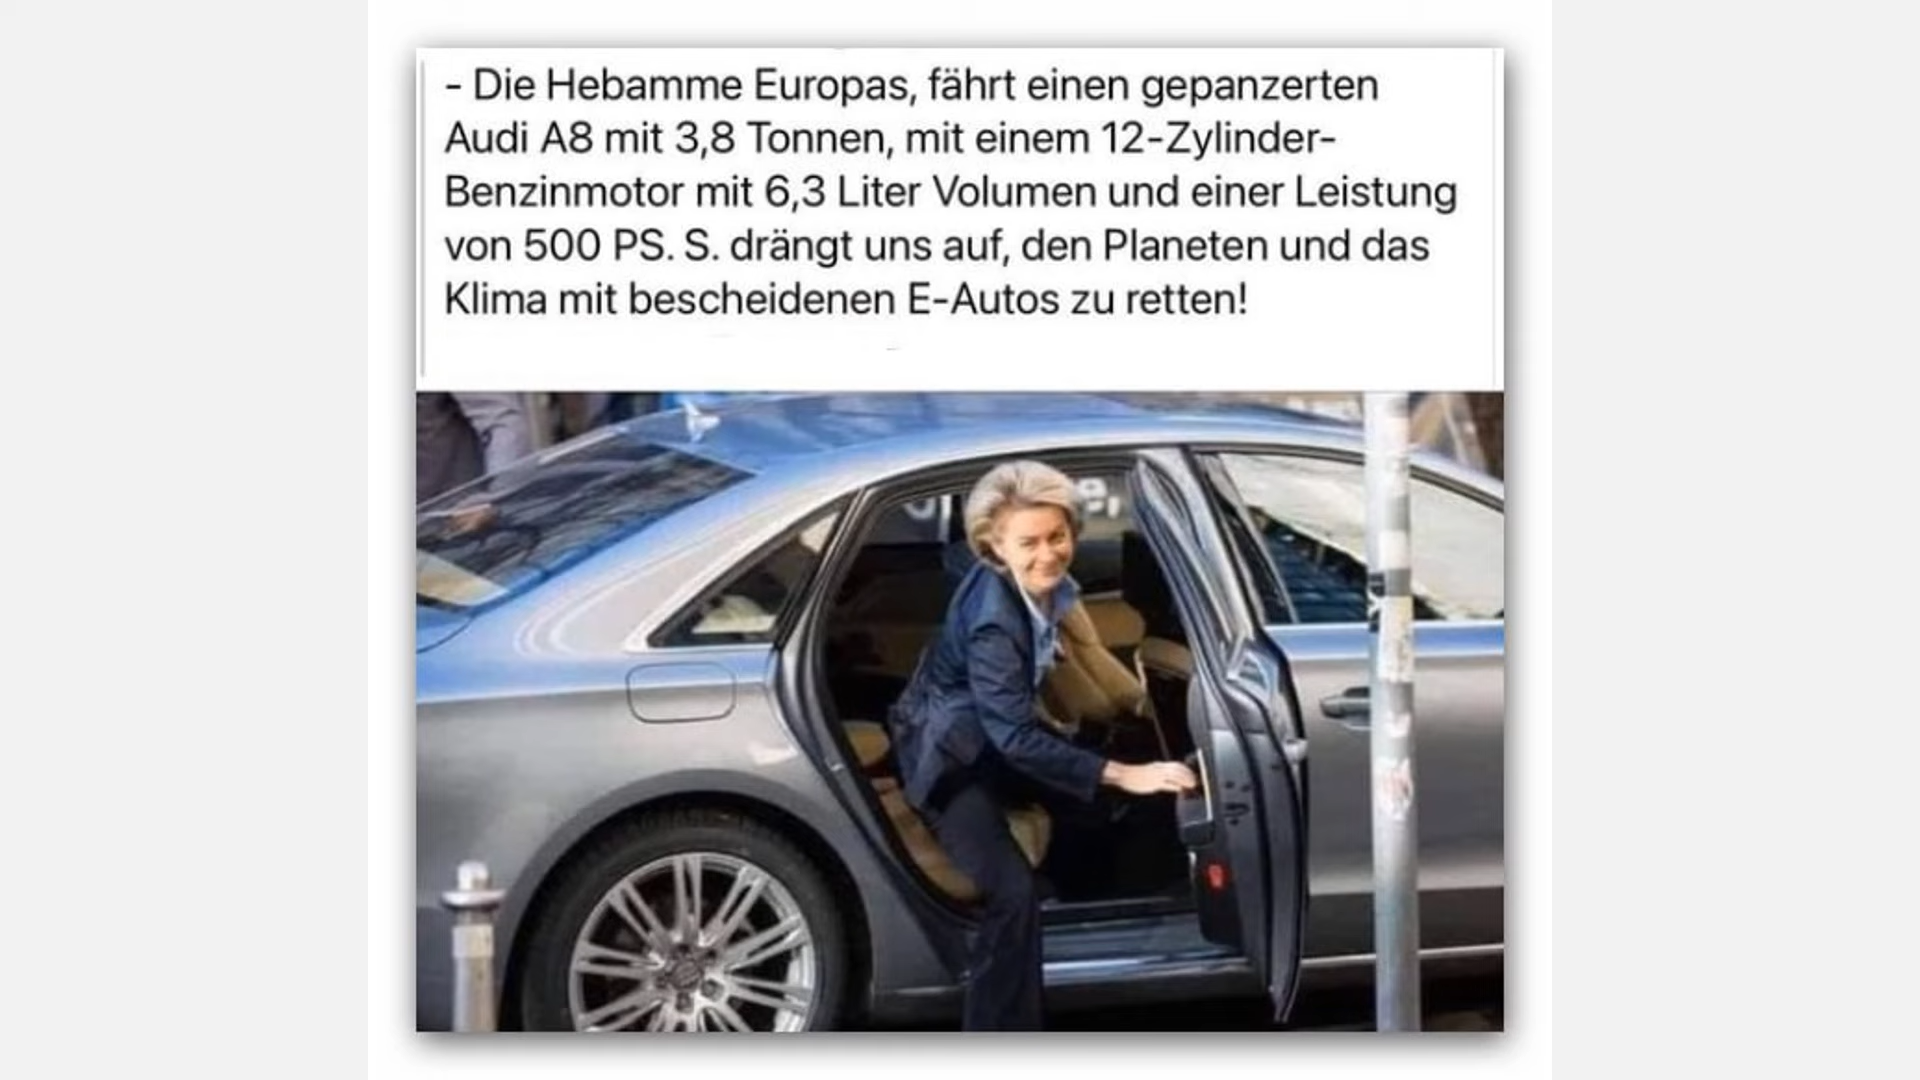 - Die Hebamme Europas, fährt einen gepanzerten
Audi A8 mit 3,8 Tonnen, mit einem 12-Zylinder-
Benzinmotor mit 6,3 Liter Volumen und einer Leistung
von 500 PS. S. drängt uns auf, den Planeten und das
Klima mit bescheidenen E-Autos zu retten!